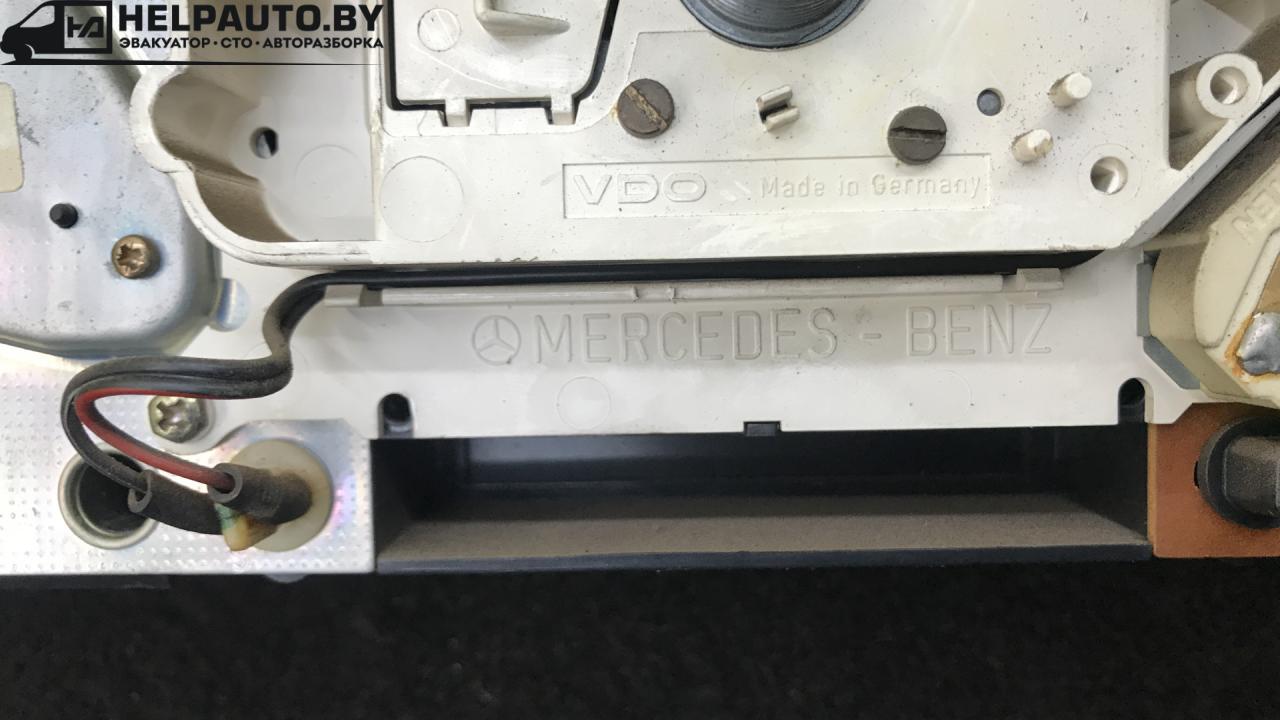 HELPAUTO.BY
ЭВАКУАТОР · СТО · АВТОРАЗБОРКА
VDO Made in Germany
MERCEDES - BENZ